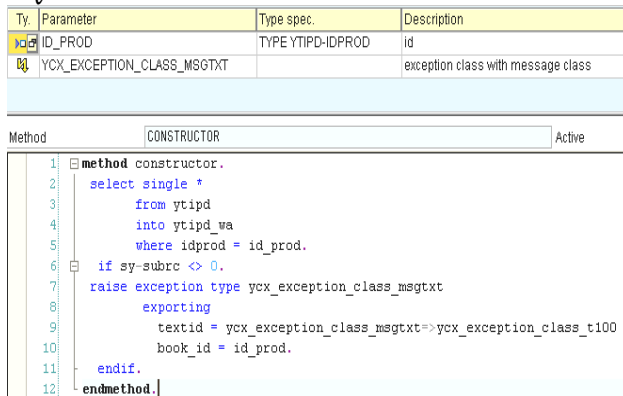 Ty. Parameter Type spec. Description
ID_PROD TYPE YTIPD-IDPROD id
YCX_EXCEPTION_CLASS_MSGTXT exception class with message class
Method CONSTRUCTOR Active
1 method constructor.
2 select single *
3 from ytipd
4 into ytipd_wa
5 where idprod = id_prod.
6 if sy-subrc <> 0.
7 raise exception type ycx_exception_class_msgtxt
8 exporting
9 textid = ycx_exception_class_msgtxt=>ycx_exception_class_t100
10 book_id = id_prod.
11 endif.
12 endmethod.